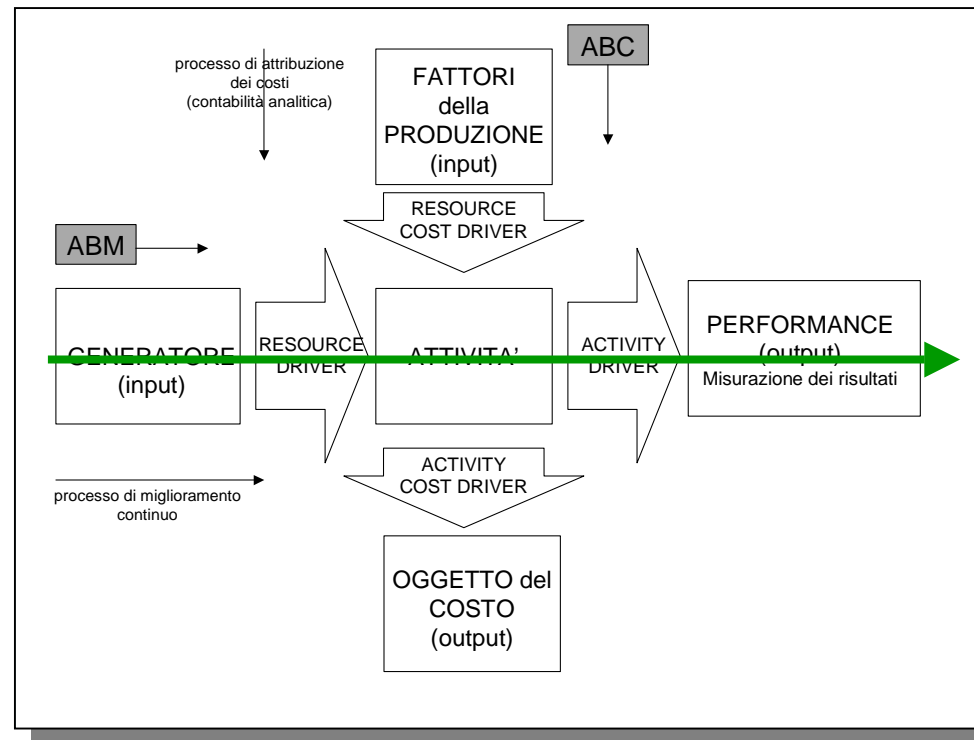 processo di attribuzione
dei costi
(contabilità analitica)
FATTORI
della
PRODUZIONE
(input)
ABC
RESOURCE
COST DRIVER
ABM
GENERATORE
(input)
RESOURCE
DRIVER
ATTIVITA’
ACTIVITY
DRIVER
PERFORMANCE
(output)
Misurazione dei risultati
processo di miglioramento
continuo
ACTIVITY
COST DRIVER
OGGETTO del
COSTO
(output)